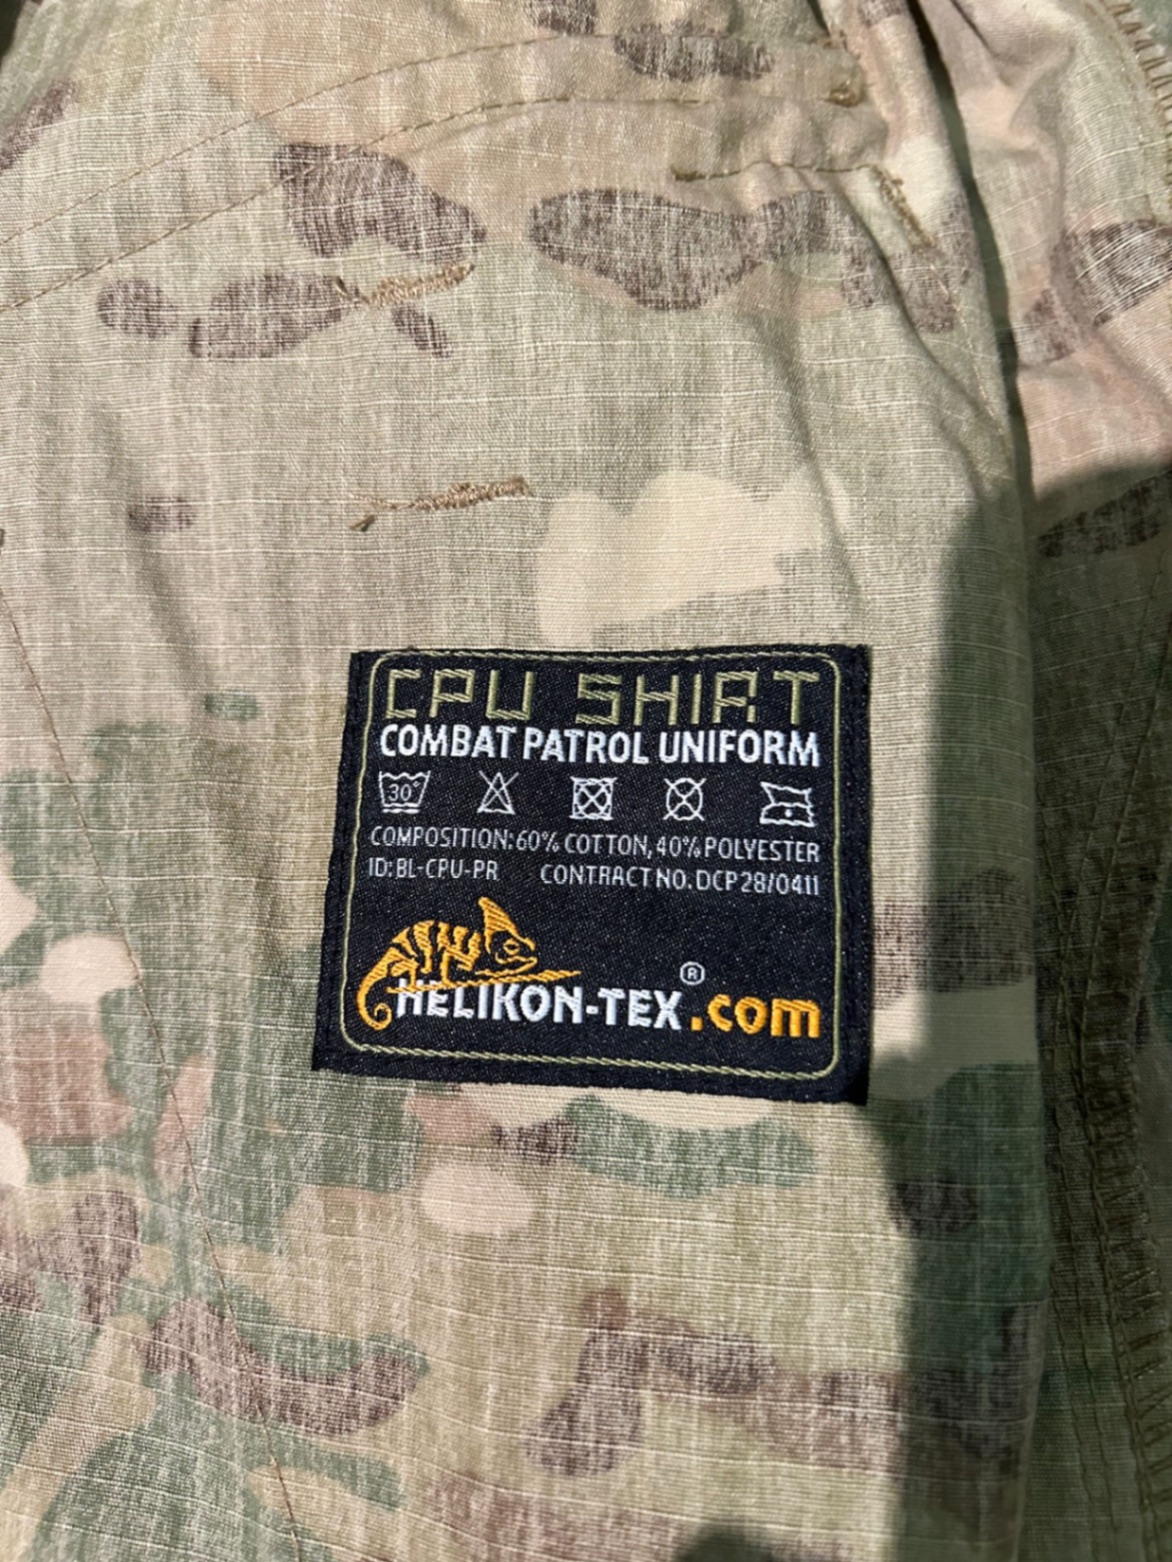 CPU SHIRT
COMBAT PATROL UNIFORM
30°
COMPOSITION: 60% COTTON, 40% POLYESTER
ID: BL-CPU-PR CONTRACT NO. DCP 28/0411
HELIKON-TEX®.com